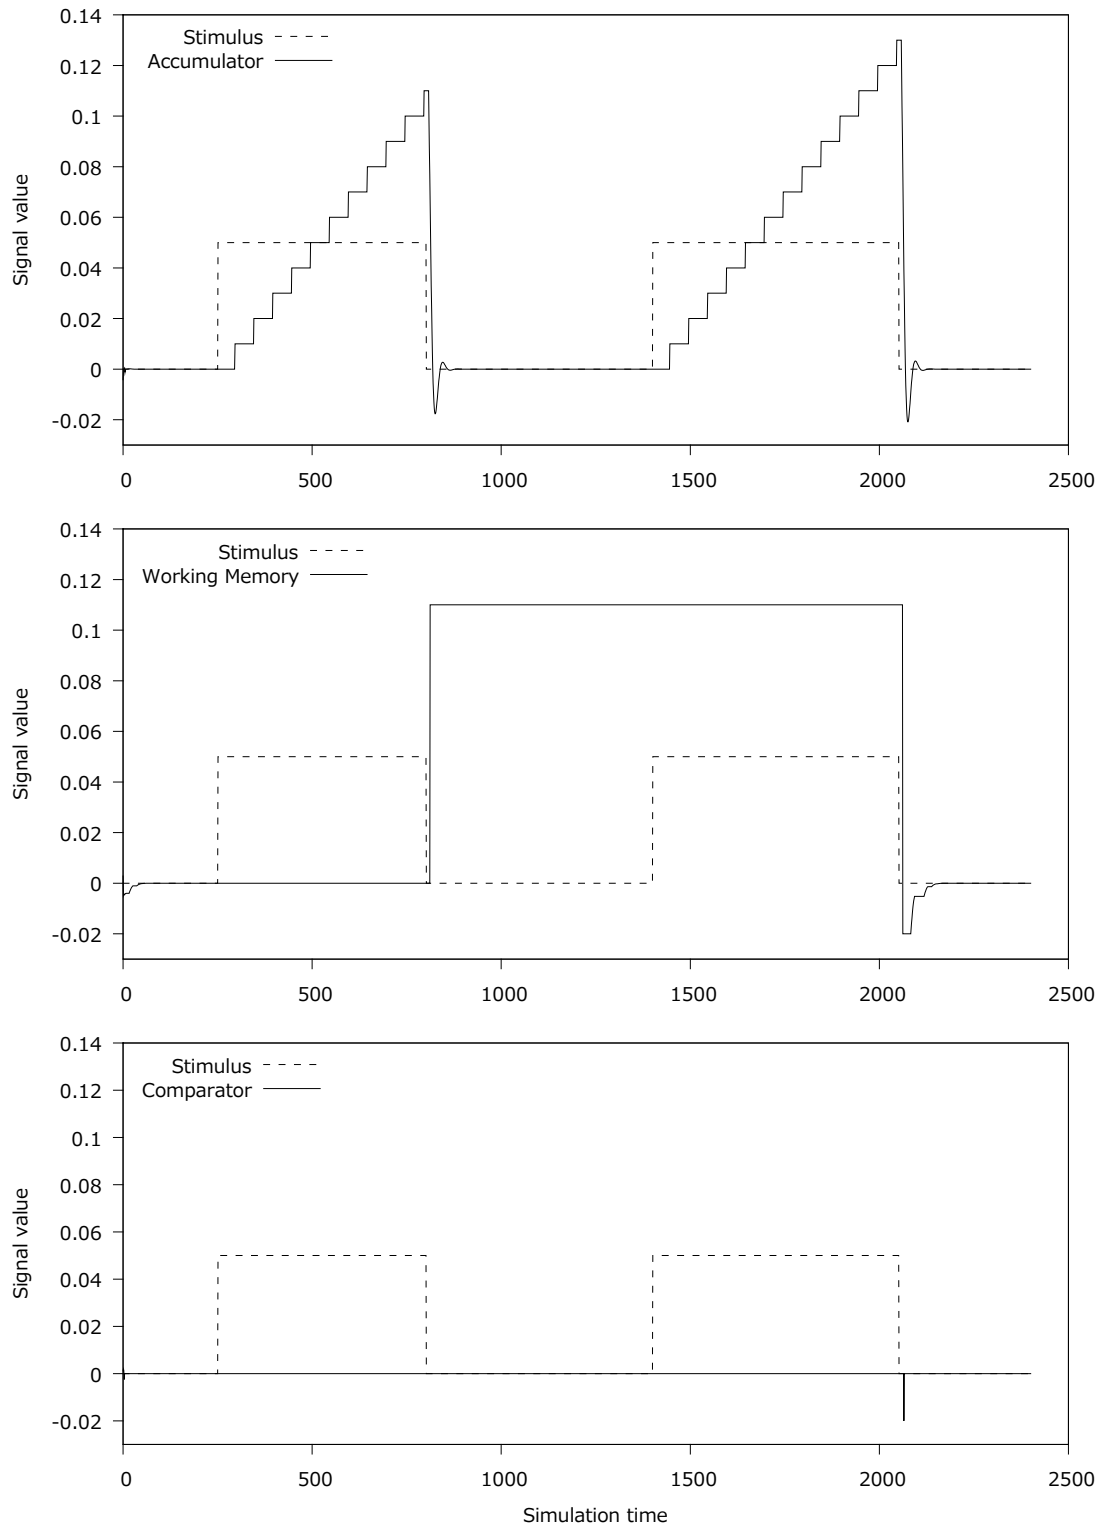 0.14
Stimulus
Accumulator
0.12
0.1
0.08
0.06
0.04
0.02
0
-0.02
Signal value
0 500 1000 1500 2000 2500
0.14
Stimulus
Working Memory
0.12
0.1
0.08
0.06
0.04
0.02
0
-0.02
Signal value
0 500 1000 1500 2000 2500
0.14
Stimulus
Comparator
0.12
0.1
0.08
0.06
0.04
0.02
0
-0.02
Signal value
0 500 1000 1500 2000 2500
Simulation time